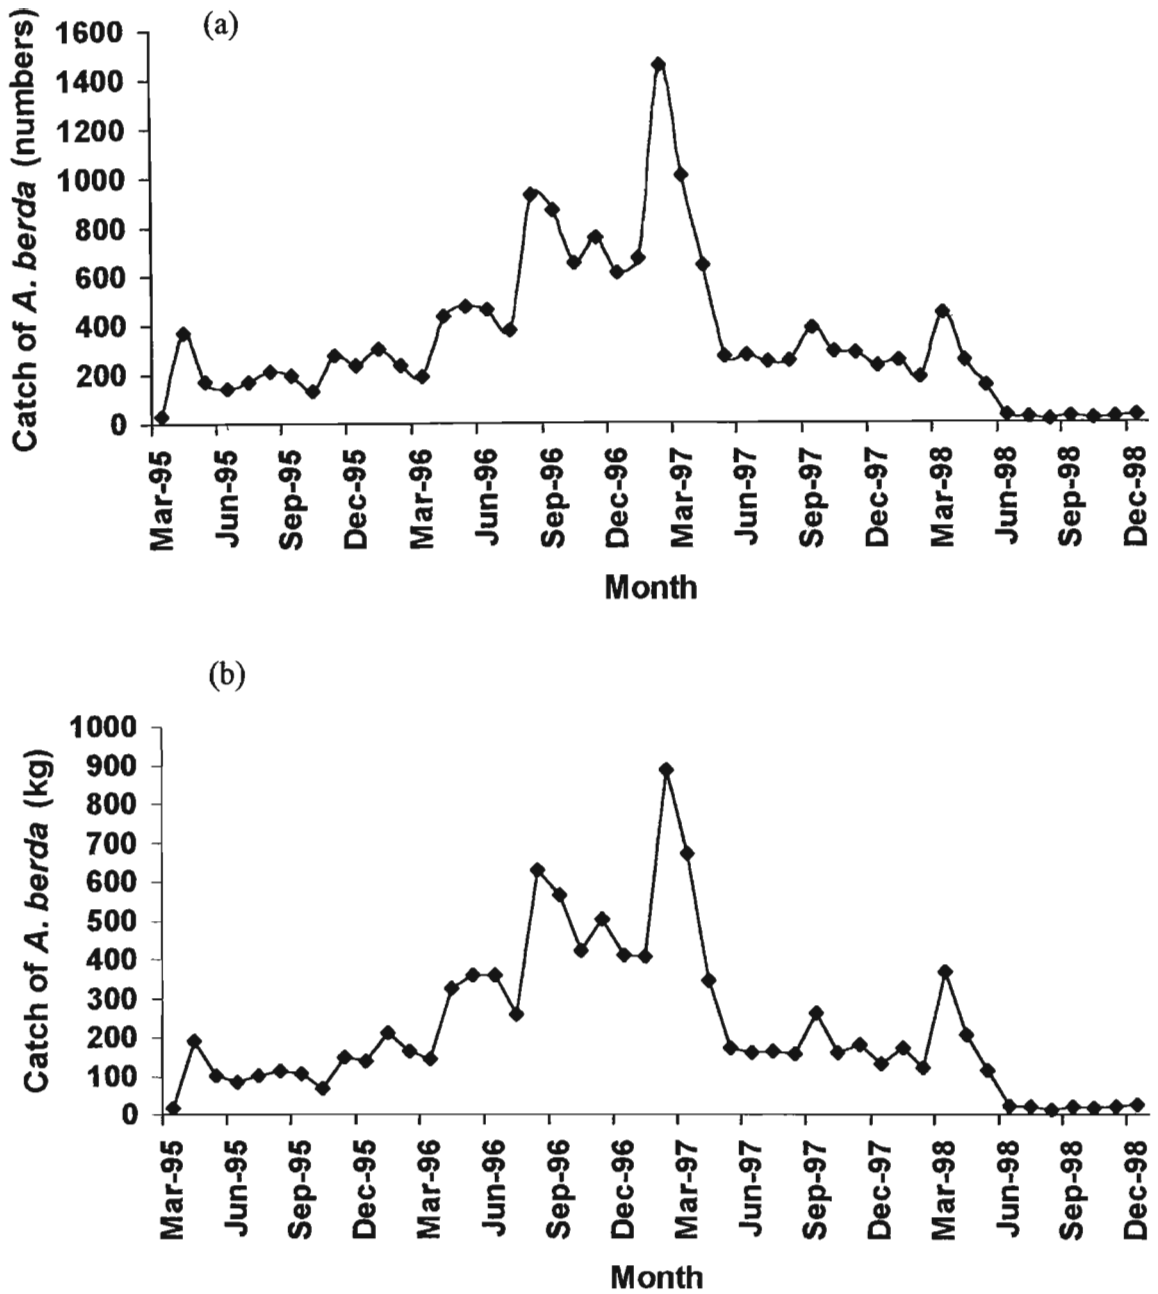 (a)
Catch of A. berda (numbers)
1600
1400
1200
1000
800
600
400
200
0
Mar-95
Jun-95
Sep-95
Dec-95
Mar-96
Jun-96
Sep-96
Dec-96
Mar-97
Jun-97
Sep-97
Dec-97
Mar-98
Jun-98
Sep-98
Dec-98
Month
(b)
Catch of A. berda (kg)
1000
900
800
700
600
500
400
300
200
100
0
Mar-95
Jun-95
Sep-95
Dec-95
Mar-96
Jun-96
Sep-96
Dec-96
Mar-97
Jun-97
Sep-97
Dec-97
Mar-98
Jun-98
Sep-98
Dec-98
Month